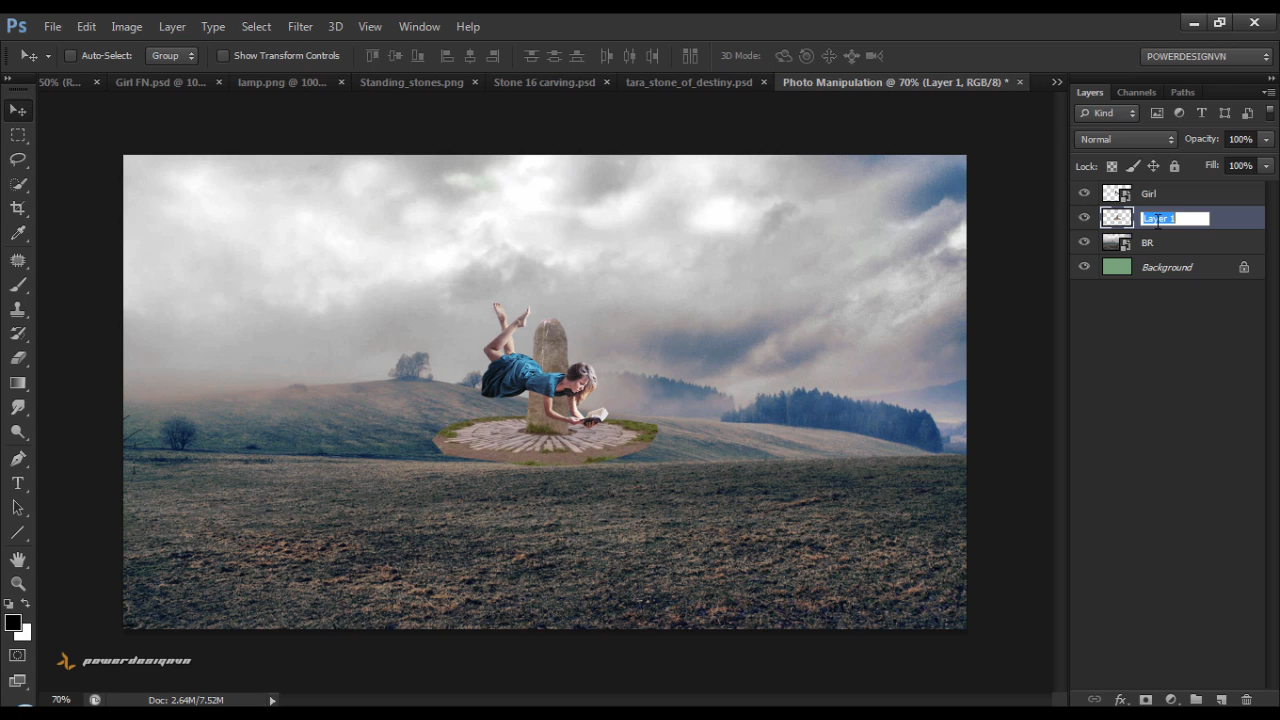 Ps File Edit Image Layer Type Select Filter 3D View Window Help
Auto-Select: Group Show Transform Controls 3D Mode: POWERDESIGNVN
50% (R... × Girl FN.psd @ 10... × lamp.png @ 100... × Standing_stones.png × Stone 16 carving.psd × tara_stone_of_destiny.psd × Photo Manipulation @ 70% (Layer 1, RGB/8) * ×
Layers Channels Paths
Kind
Normal Opacity: 100%
Lock: Fill: 100%
Girl
Layer 1
BR
Background
powerdesignvn
70% Doc: 2.64M/7.52M